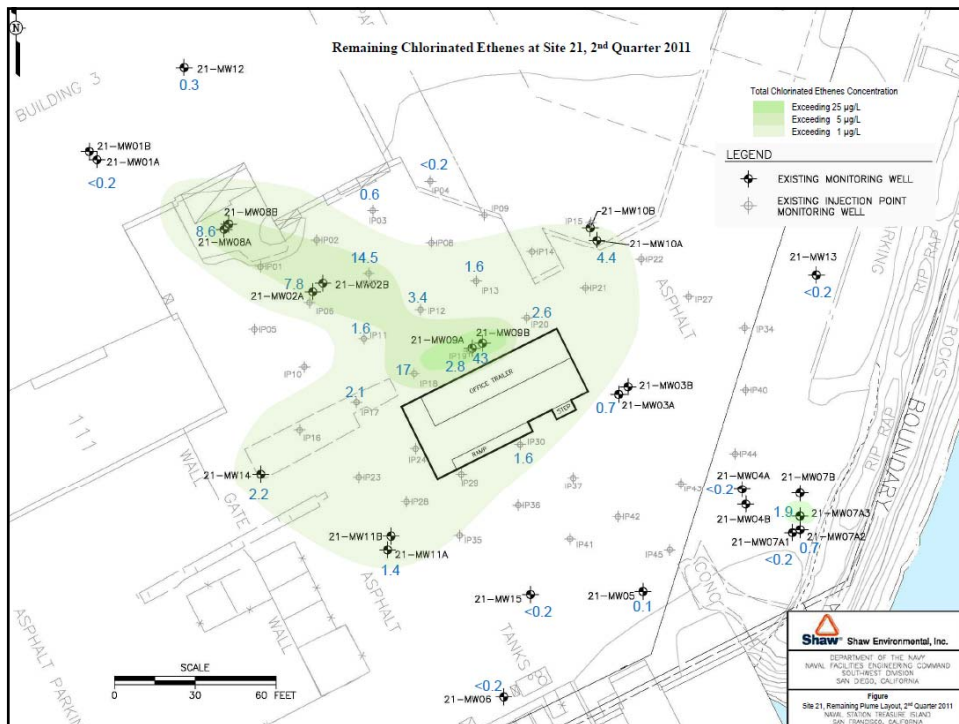 N
Remaining Chlorinated Ethenes at Site 21, 2nd Quarter 2011
Total Chlorinated Ethenes Concentration
Exceeding 25 µg/L
Exceeding 5 µg/L
Exceeding 1 µg/L
LEGEND
EXISTING MONITORING WELL
EXISTING INJECTION POINT
MONITORING WELL
BUILDING 3
21-MW12
0.3
21-MW01B
21-MW01A
<0.2
<0.2
IP04
0.6
IP03
IP09
21-MW08B
8.6
21-MW08A
IP02
IP08
IP15
21-MW10B
21-MW10A
4.4
IP14
IP22
IP01
14.5
7.8
21-MW02B
21-MW02A
IP06
1.6
IP13
IP21
ASPHALT
IP27
21-MW13
<0.2
PARKING
RIP RAP
ROCKS
3.4
IP12
2.6
IP20
IP05
1.6
IP11
21-MW09A
21-MW09B
IP19
43
2.8
IP34
IP10
17
IP18
OFFICE TRAILER
STEP
RAMP
21-MW03B
21-MW03A
0.7
IP40
RIP RAP
BOUNDARY
111
2.1
IP17
IP16
IP24
IP30
1.6
IP44
WALL
GATE
21-MW14
2.2
IP23
IP29
IP37
IP43
21-MW04A
<0.2
21-MW04B
21-MW07B
1.9
21-MW07A3
21-MW07A1
21-MW07A2
0.7
<0.2
IP28
IP36
IP42
21-MW11B
21-MW11A
1.4
IP35
IP41
IP45
WALL
ASPHALT
ASPHALT PARKING
21-MW15
<0.2
21-MW05
0.1
CONC
TANKS
<0.2
21-MW06
SCALE
0 30 60 FEET
Shaw® Shaw Environmental, Inc.
DEPARTMENT OF THE NAVY
NAVAL FACILITIES ENGINEERING COMMAND
SOUTHWEST DIVISION
SAN DIEGO, CALIFORNIA
Figure
Site 21, Remaining Plume Layout, 2nd Quarter 2011
NAVAL STATION TREASURE ISLAND
SAN FRANCISCO, CALIFORNIA